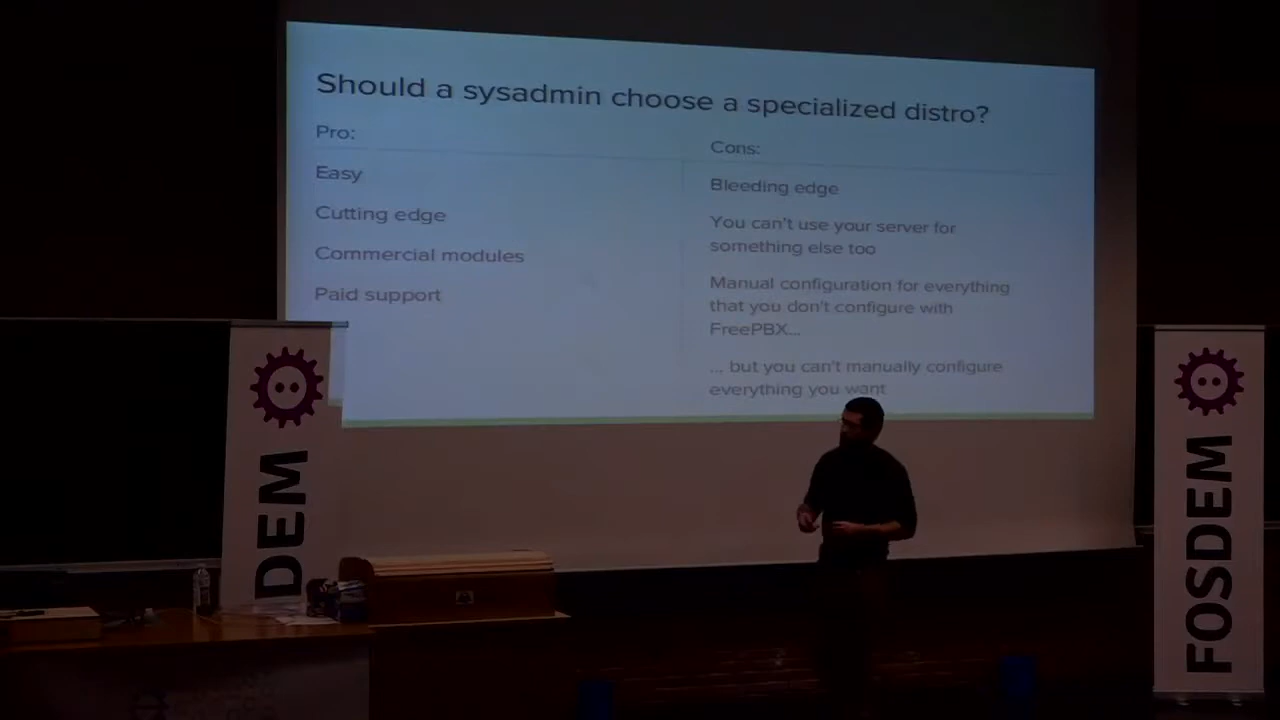 Should a sysadmin choose a specialized distro?
Pro:
Easy
Cutting edge
Commercial modules
Paid support
Cons:
Bleeding edge
You can't use your server for
something else too
Manual configuration for everything
that you don't configure with
FreePBX...
... but you can't manually configure
everything you want
DEM
FOSDEM